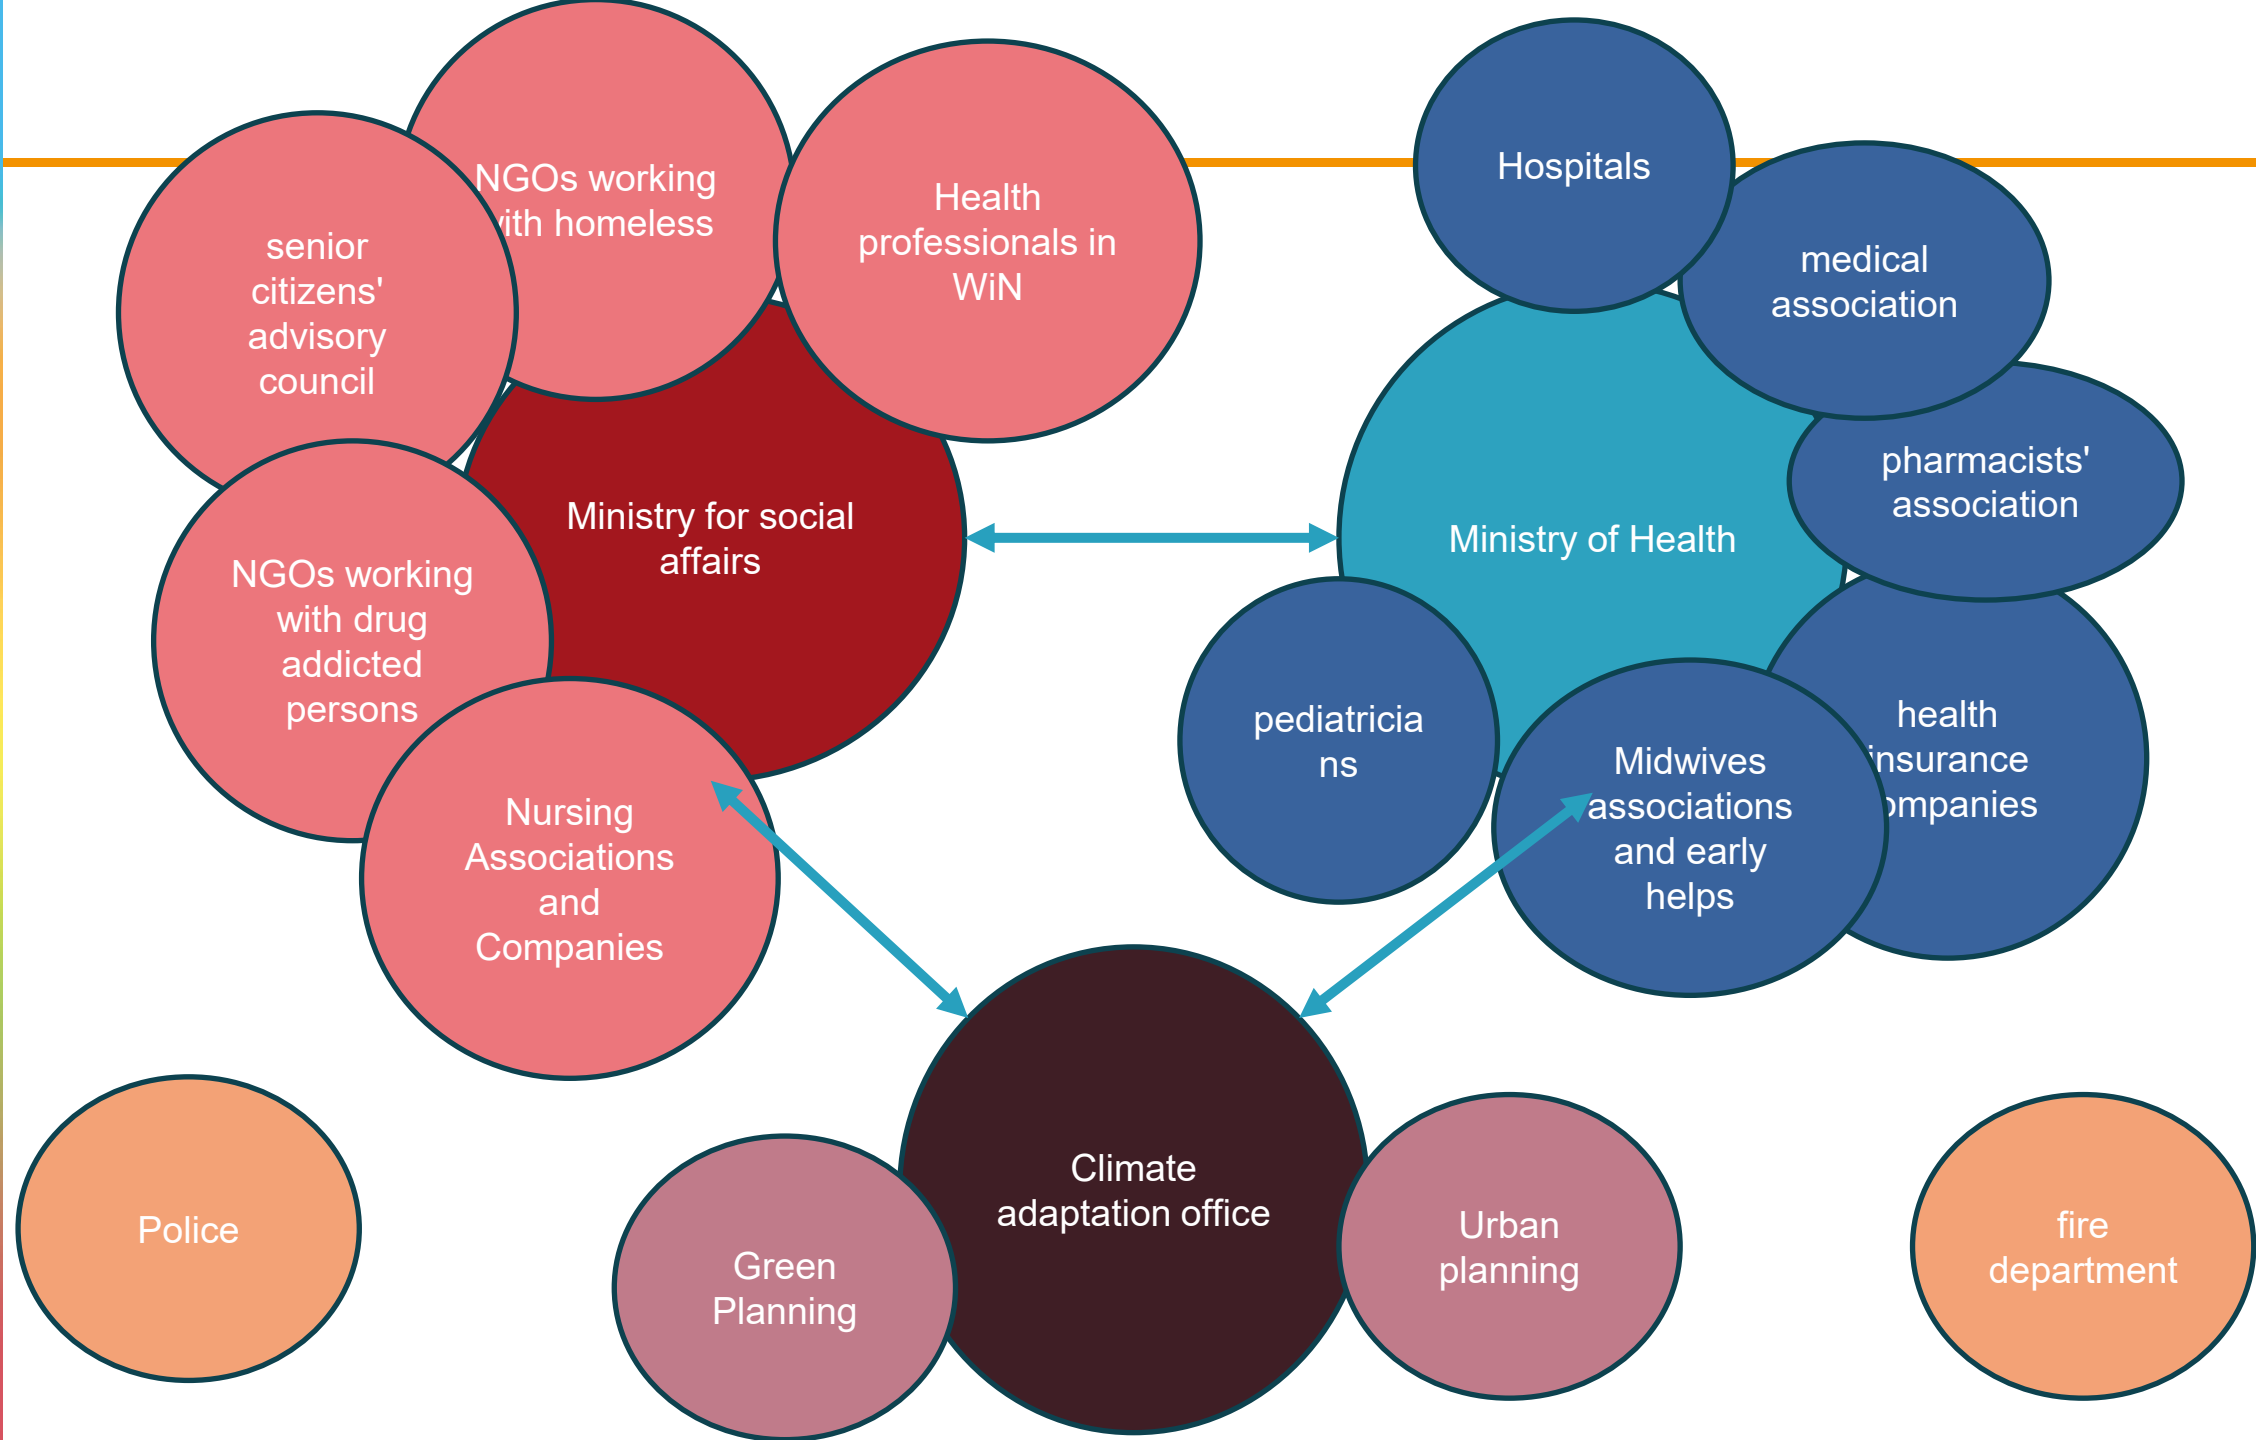 NGOs working
with homeless
Health
professionals in
WiN
senior
citizens'
advisory
council
Ministry for social
affairs
NGOs working
with drug
addicted
persons
Nursing
Associations
and
Companies
Hospitals
medical
association
pharmacists'
association
Ministry of Health
pediatricia
ns
health
insurance
companies
Midwives
associations
and early
helps
Climate
adaptation office
Police
Green
Planning
Urban
planning
fire
department